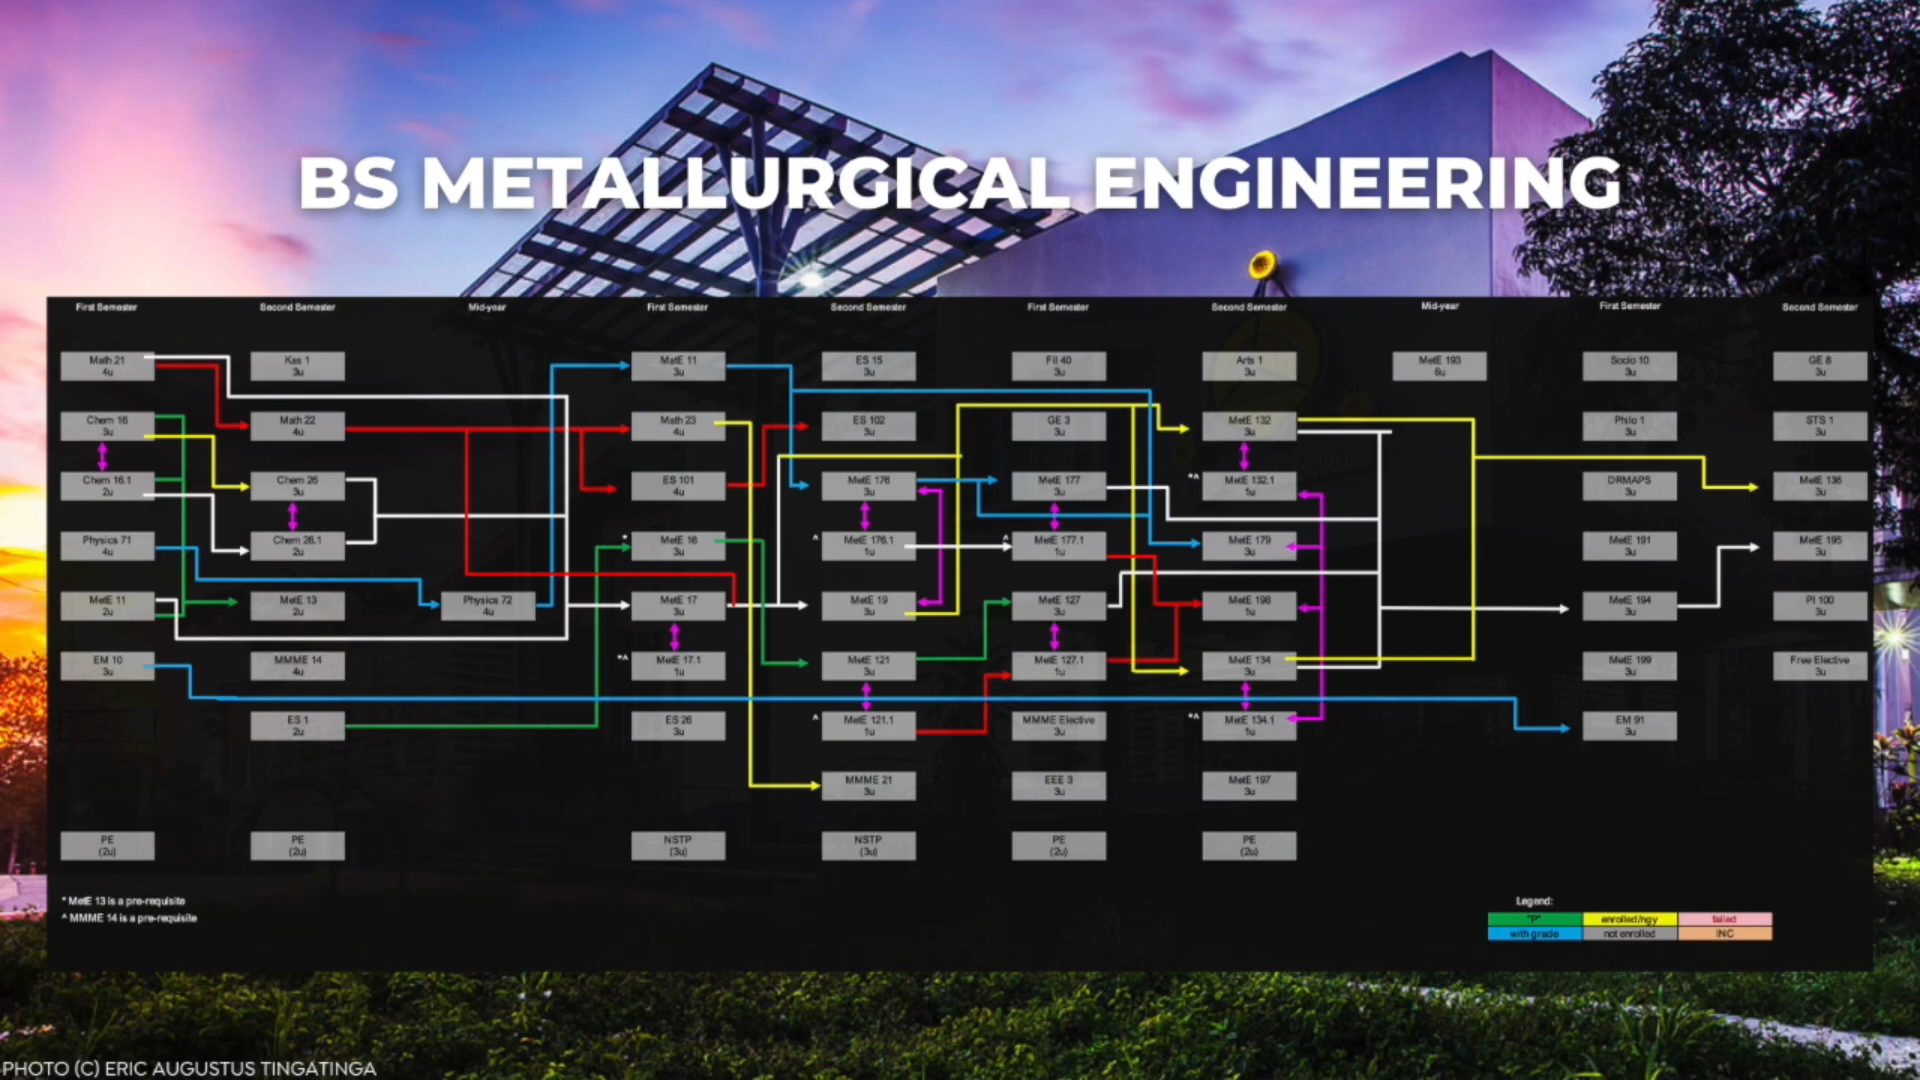 BS METALLURGICAL ENGINEERING
First Semester
Second Semester
Mid-year
First Semester
Second Semester
First Semester
Second Semester
Mid-year
First Semester
Second Semester
Math 21
4u
Kas 1
3u
MatE 11
3u
ES 15
3u
Fil 40
3u
Arts 1
3u
MetE 193
6u
Socio 10
3u
GE 8
3u
Chem 16
3u
Math 22
4u
Math 23
4u
ES 102
3u
GE 3
3u
MetE 132
3u
Philo 1
3u
STS 1
3u
Chem 16.1
2u
Chem 26
3u
ES 101
4u
MetE 176
3u
MetE 177
3u
*^
MetE 132.1
1u
DRMAPS
3u
MetE 136
3u
Physics 71
4u
Chem 26.1
2u
*
MetE 16
3u
^
MetE 176.1
1u
^
MetE 177.1
1u
MetE 179
3u
MetE 191
3u
MetE 195
3u
MetE 11
2u
MetE 13
2u
Physics 72
4u
MetE 17
3u
MetE 19
3u
MetE 127
3u
MetE 198
1u
MetE 194
3u
PI 100
3u
EM 10
3u
MMME 14
4u
*^
MetE 17.1
1u
MetE 121
3u
MetE 127.1
1u
MetE 134
3u
MetE 199
3u
Free Elective
3u
ES 1
2u
ES 26
3u
^
MetE 121.1
1u
MMME Elective
3u
*^
MetE 134.1
1u
EM 91
3u
MMME 21
3u
EEE 3
3u
MetE 197
3u
PE
(2u)
PE
(2u)
NSTP
(3u)
NSTP
(3u)
PE
(2u)
PE
(2u)
* MetE 13 is a pre-requisite
^ MMME 14 is a pre-requisite
Legend:
"P"
enrolled/ngy
failed
with grade
not enrolled
INC
PHOTO (C) ERIC AUGUSTUS TINGATINGA